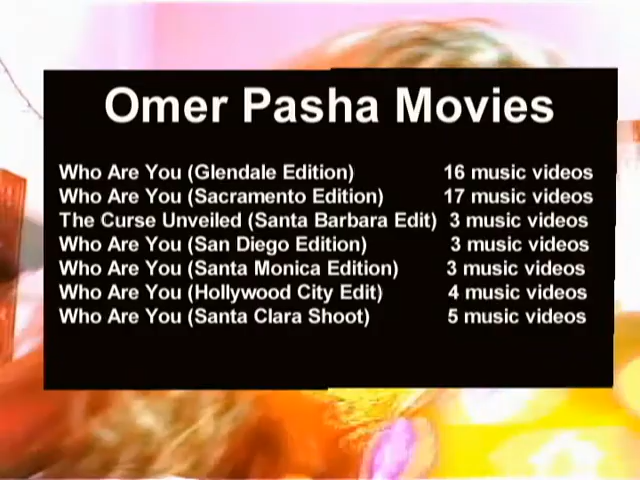 Omer Pasha Movies
Who Are You (Glendale Edition) 16 music videos
Who Are You (Sacramento Edition) 17 music videos
The Curse Unveiled (Santa Barbara Edit) 3 music videos
Who Are You (San Diego Edition) 3 music videos
Who Are You (Santa Monica Edition) 3 music videos
Who Are You (Hollywood City Edit) 4 music videos
Who Are You (Santa Clara Shoot) 5 music videos